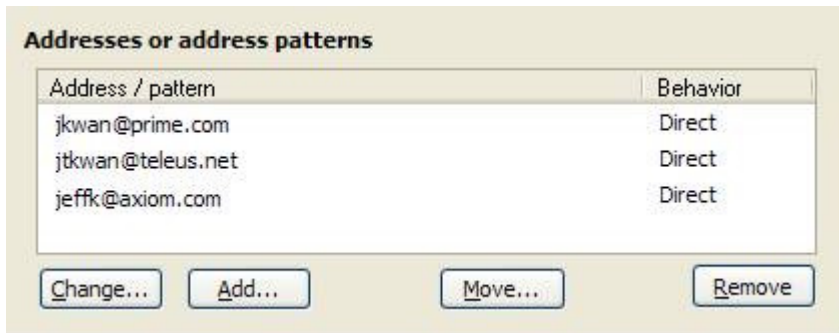 Addresses or address patterns
Address / pattern Behavior
jkwan@prime.com Direct
jtkwan@teleus.net Direct
jeffk@axiom.com Direct
Change... Add... Move... Remove